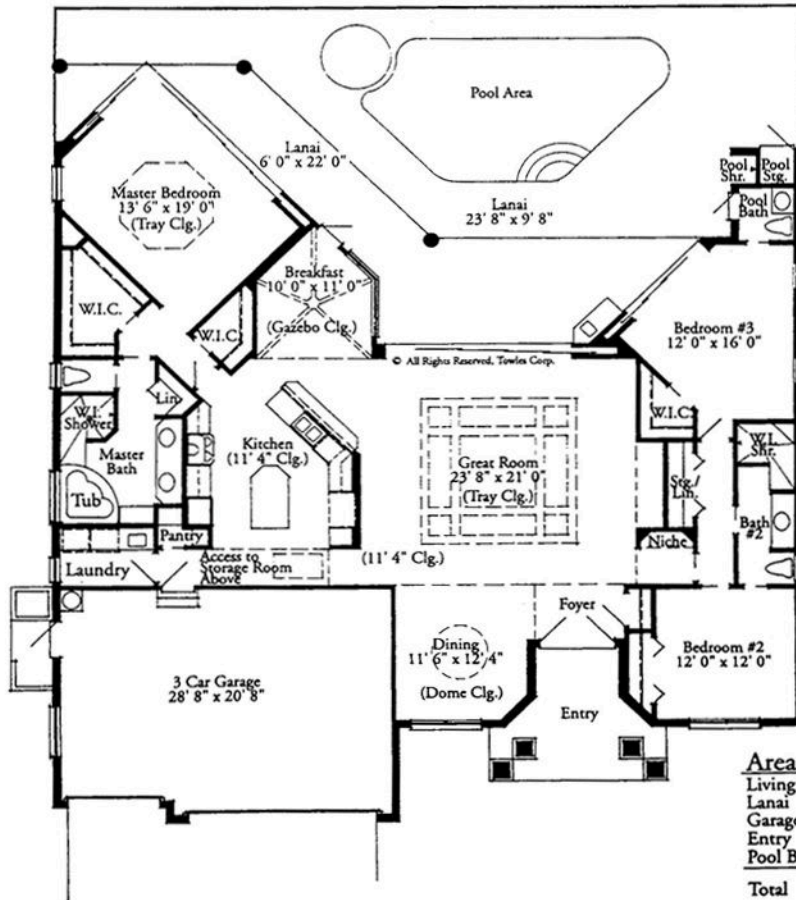 Pool Area
Lanai
6' 0" x 22' 0"
Lanai
23' 8" x 9' 8"
Pool
Shr.
Pool
Stg.
Pool
Bath
Master Bedroom
13' 6" x 19' 0"
(Tray Clg.)
Breakfast
10' 0" x 11' 0"
(Gazebo Clg.)
W.I.C.
W.I.C.
Bedroom #3
12' 0" x 16' 0"
© All Rights Reserved, Towles Corp.
W.I.C.
Lin
W.I.
Shower
Master
Bath
Tub
Kitchen
(11' 4" Clg.)
Great Room
23' 8" x 21' 0"
(Tray Clg.)
Stg./
Lin.
W.I.
Shr.
Bath
#2
Niche
Pantry
Laundry
Access to
Storage Room
Above
(11' 4" Clg.)
Foyer
Dining
11' 6" x 12' 4"
(Dome Clg.)
Bedroom #2
12' 0" x 12' 0"
3 Car Garage
28' 8" x 20' 8"
Entry
Area
Living
Lanai
Garage
Entry
Pool B
Total